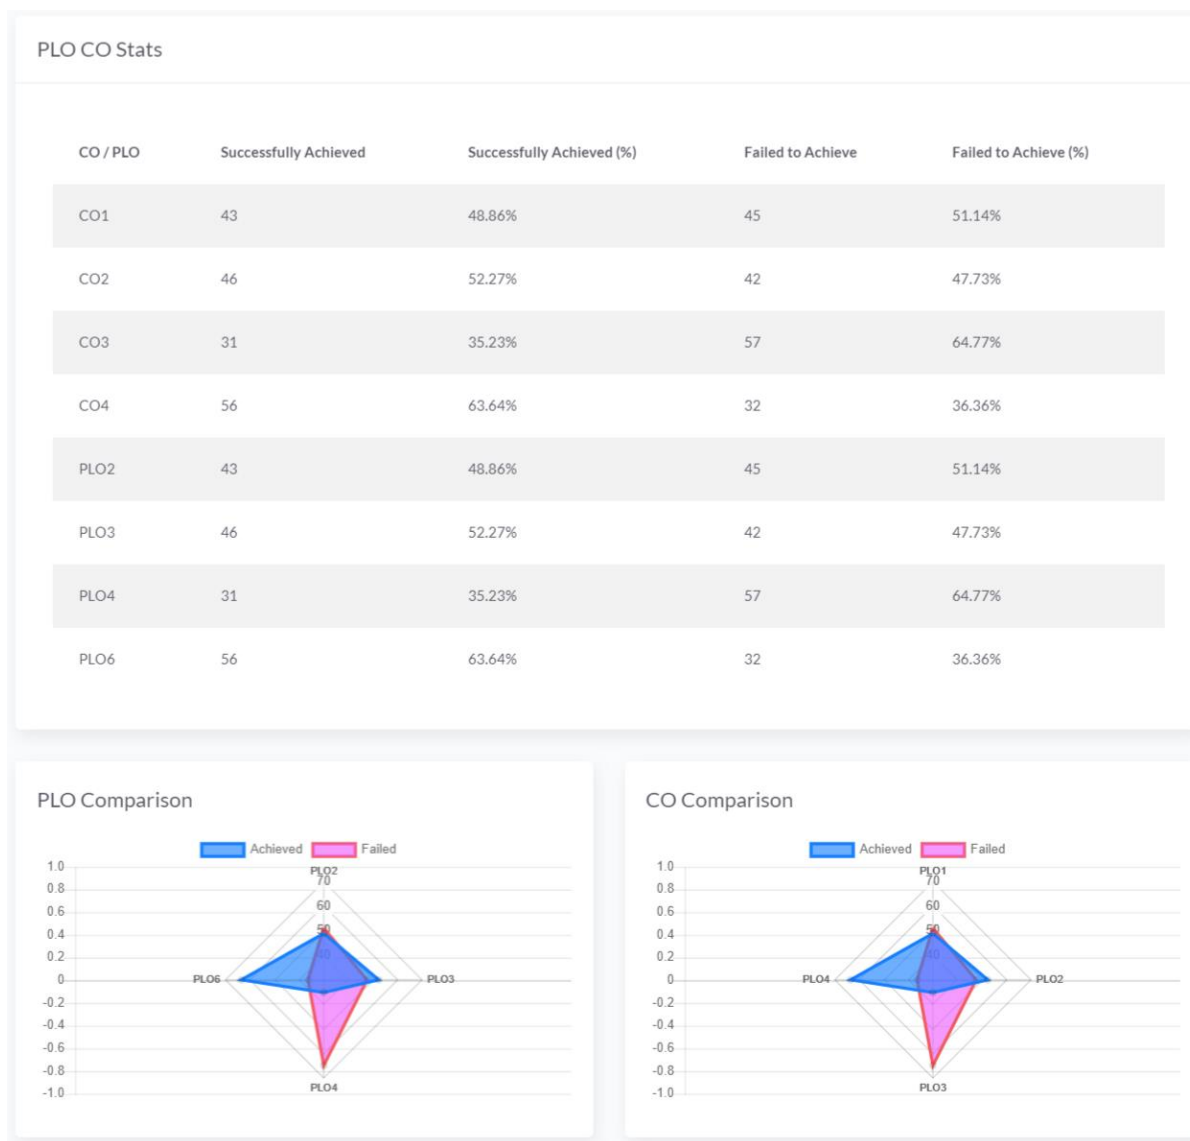 PLO CO Stats
CO / PLO Successfully Achieved Successfully Achieved (%) Failed to Achieve Failed to Achieve (%)
CO1 43 48.86% 45 51.14%
CO2 46 52.27% 42 47.73%
CO3 31 35.23% 57 64.77%
CO4 56 63.64% 32 36.36%
PLO2 43 48.86% 45 51.14%
PLO3 46 52.27% 42 47.73%
PLO4 31 35.23% 57 64.77%
PLO6 56 63.64% 32 36.36%
PLO Comparison
Achieved Failed
1.0
0.8
0.6
0.4
0.2
0
-0.2
-0.4
-0.6
-0.8
-1.0
PLO2
70
60
50
40
PLO6
PLO3
PLO4
CO Comparison
Achieved Failed
1.0
0.8
0.6
0.4
0.2
0
-0.2
-0.4
-0.6
-0.8
-1.0
PLO1
70
60
50
40
PLO4
PLO2
PLO3